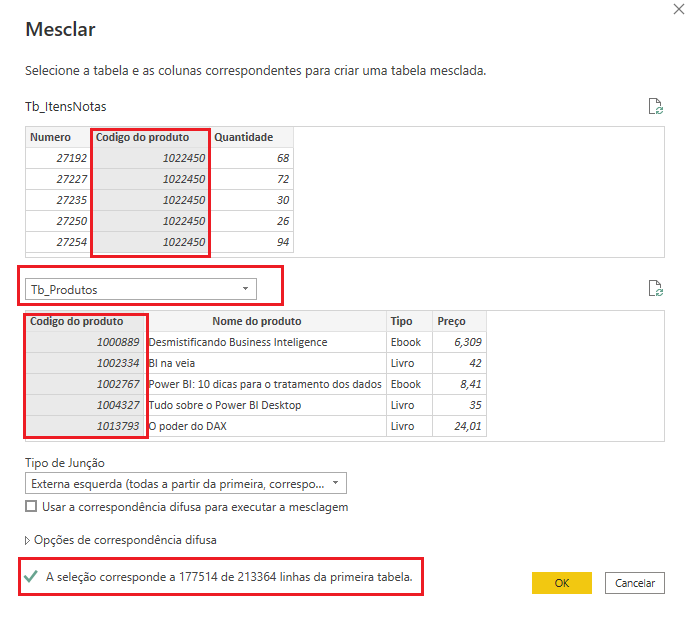 Mesclar
Selecione a tabela e as colunas correspondentes para criar uma tabela mesclada.
Tb_ItensNotas
Numero Codigo do produto Quantidade
27192 1022450 68
27227 1022450 72
27235 1022450 30
27250 1022450 26
27254 1022450 94
Tb_Produtos
Codigo do produto Nome do produto Tipo Preço
1000889 Desmistificando Business Inteligence Ebook 6,309
1002334 BI na veia Livro 42
1002767 Power BI: 10 dicas para o tratamento dos dados Ebook 8,41
1004327 Tudo sobre o Power BI Desktop Livro 35
1013793 O poder do DAX Livro 24,01
Tipo de Junção
Externa esquerda (todas a partir da primeira, correspo...
Usar a correspondência difusa para executar a mesclagem
Opções de correspondência difusa
A seleção corresponde a 177514 de 213364 linhas da primeira tabela.
OK Cancelar